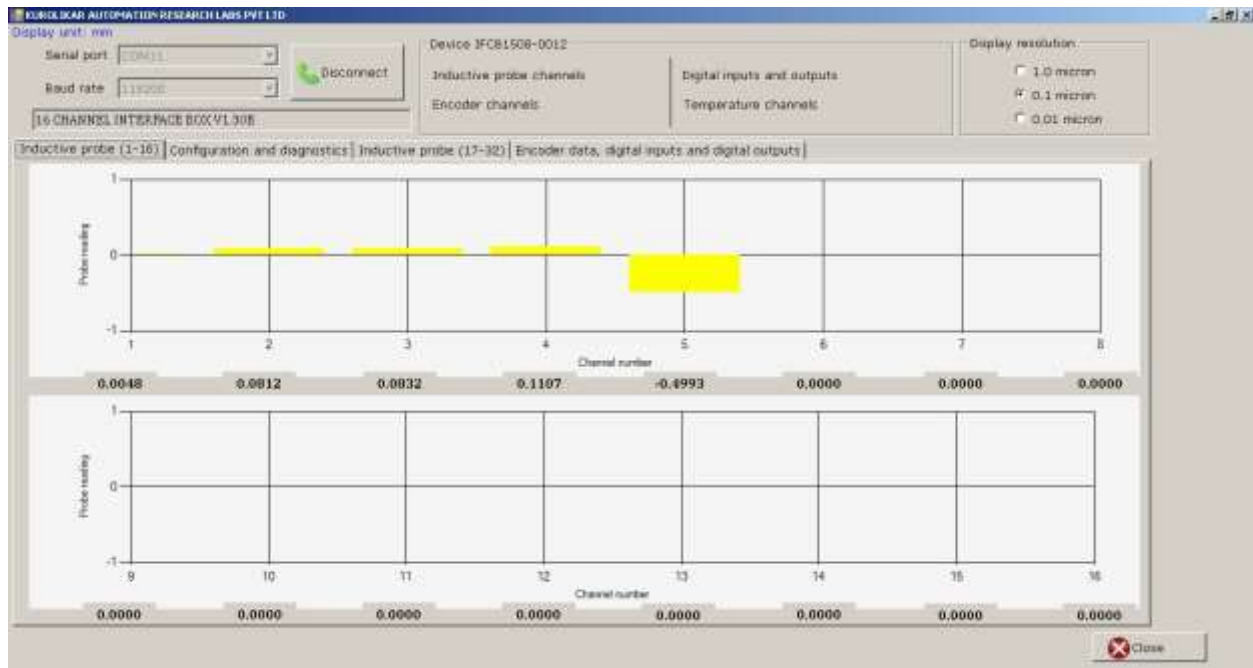 KUROLIKAR AUTOMATION RESEARCH LABS PVT LTD
Display unit: mm
Serial port COM11
Baud rate 115200
Disconnect
16 CHANNEL INTERFACE BOX V1.30E
Device IFC81508-0012
Inductive probe channels
Digital inputs and outputs
Encoder channels
Temperature channels
Display resolution
1.0 micron
0.1 micron
0.01 micron
Inductive probe (1-16) Configuration and diagnostics Inductive probe (17-32) Encoder data, digital inputs and digital outputs
1
Probe reading
0
-1
1 2 3 4 5 6 7 8
Channel number
0.0048 0.0812 0.0832 0.1107 -0.4993 0.0000 0.0000 0.0000
1
Probe reading
0
-1
9 10 11 12 13 14 15 16
Channel number
0.0000 0.0000 0.0000 0.0000 0.0000 0.0000 0.0000 0.0000
Close